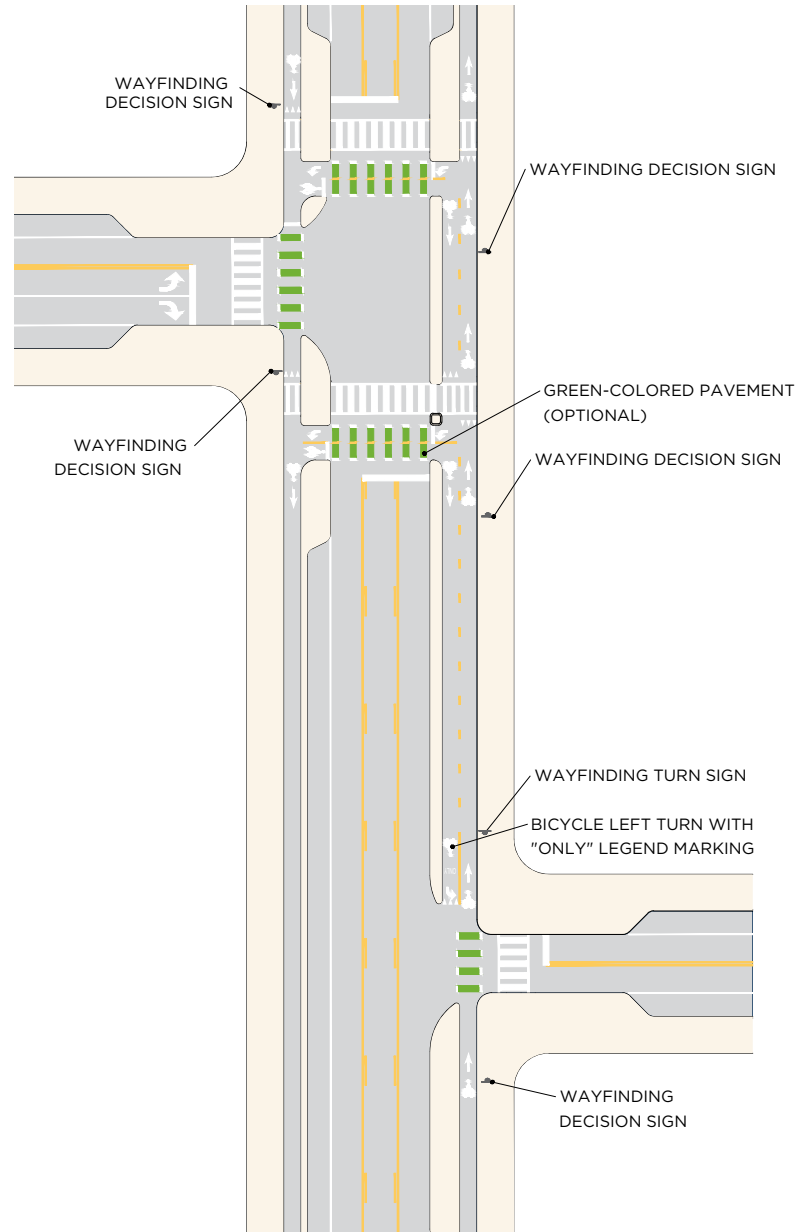 WAYFINDING
DECISION SIGN
WAYFINDING DECISION SIGN
GREEN-COLORED PAVEMENT
(OPTIONAL)
WAYFINDING
DECISION SIGN
WAYFINDING DECISION SIGN
WAYFINDING TURN SIGN
BICYCLE LEFT TURN WITH
"ONLY" LEGEND MARKING
WAYFINDING
DECISION SIGN